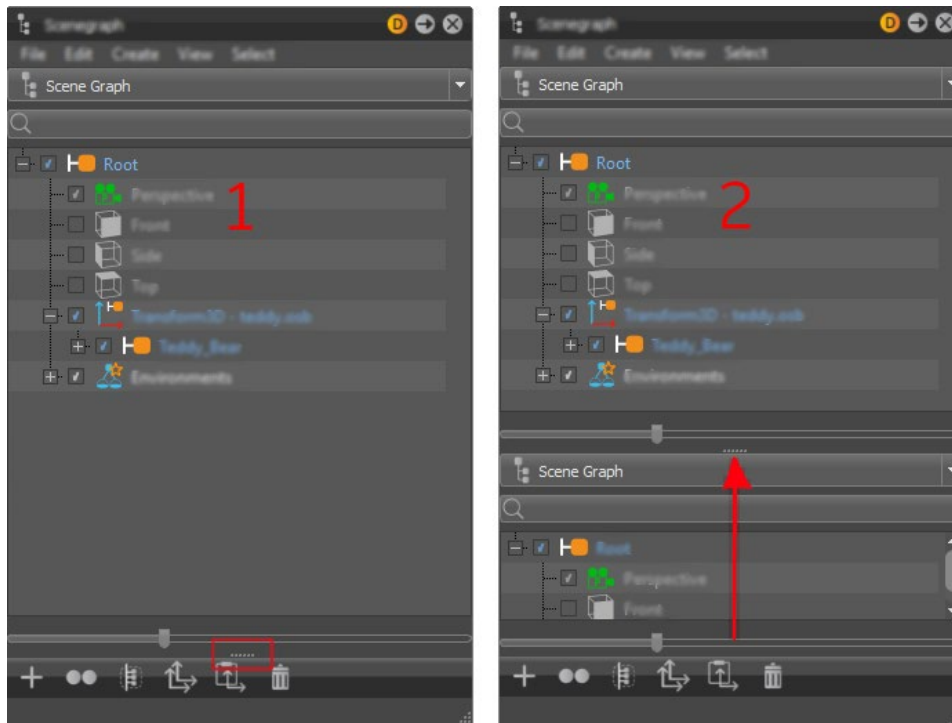 Scenegraph
File Edit Create View Select
Scene Graph
Root
1
Perspective
Front
Side
Top
Transform3D - teddy.osb
Teddy_Bear
Environments
Scenegraph
File Edit Create View Select
Scene Graph
Root
2
Perspective
Front
Side
Top
Transform3D - teddy.osb
Teddy_Bear
Environments
Scene Graph
Root
Perspective
Front